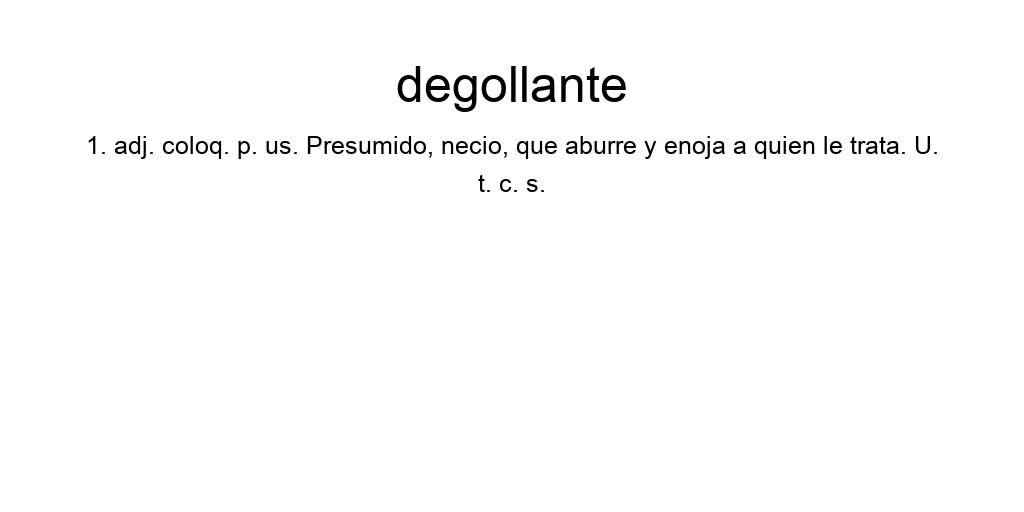 degollante
1. adj. coloq. p. us. Presumido, necio, que aburre y enoja a quien le trata. U.
t. c. s.